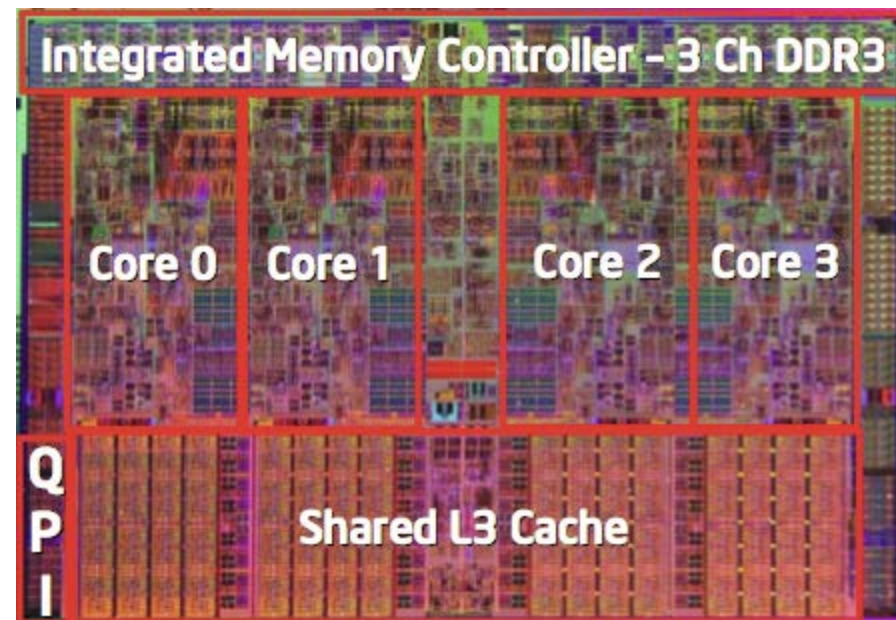 Integrated Memory Controller - 3 Ch DDR3
Core 0
Core 1
Core 2
Core 3
Q
P
I
Shared L3 Cache